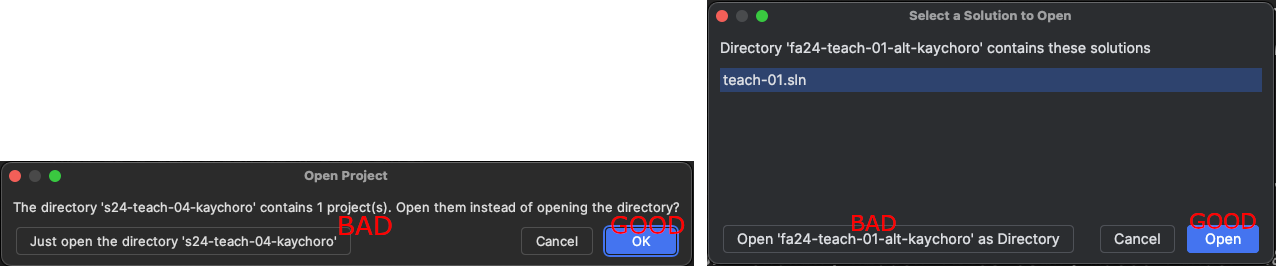 Open Project
The directory 's24-teach-04-kaychoro' contains 1 project(s). Open them instead of opening the directory?
BAD
GOOD
Just open the directory 's24-teach-04-kaychoro'
Cancel
OK
Select a Solution to Open
Directory 'fa24-teach-01-alt-kaychoro' contains these solutions
teach-01.sln
BAD
GOOD
Open 'fa24-teach-01-alt-kaychoro' as Directory
Cancel
Open